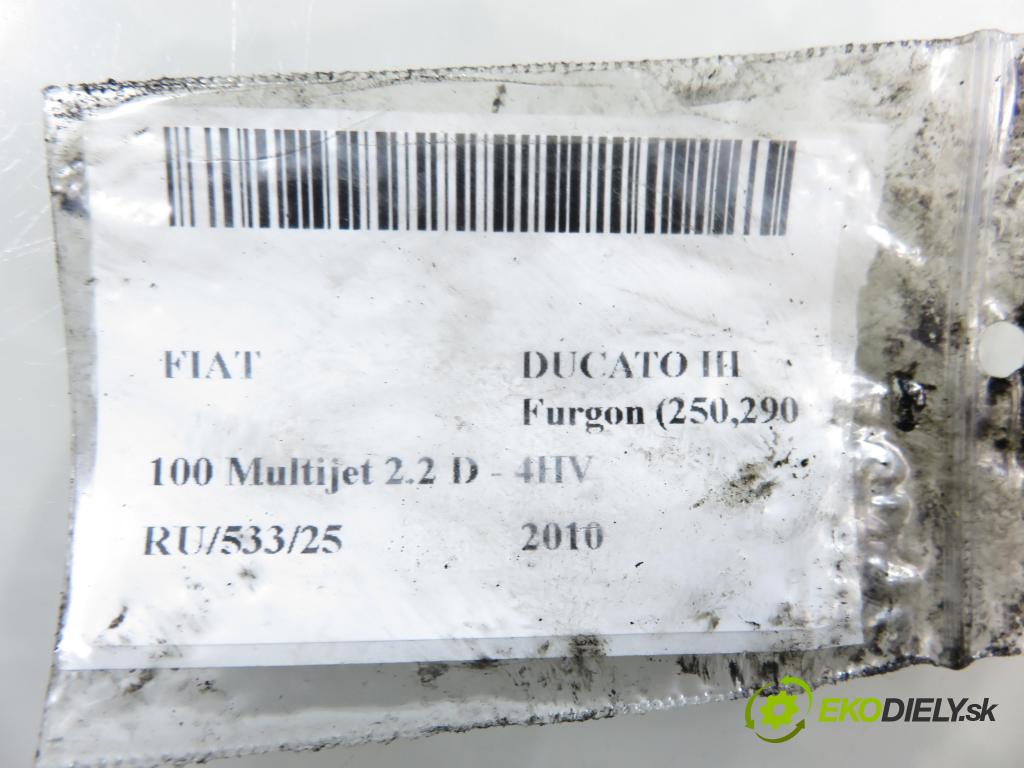 FIAT DUCATO III
Furgon (250,290
100 Multijet 2.2 D - 4HV
RU/533/25 2010
EKODIELY.sk